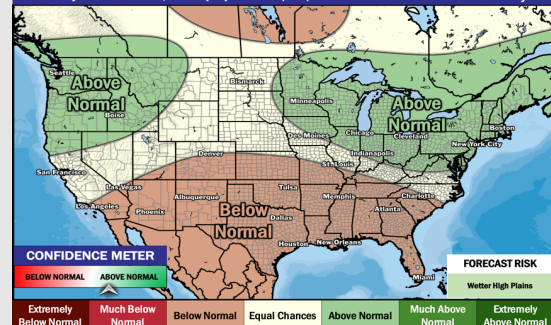 Seattle
Above
Normal
Boise
Bismarck
Minneapolis
Above
Normal
Boston
Chicago
Cleveland
New York City
Des Moines
Indianapolis
San Francisco
Denver
St. Louis
Las Vegas
Los Angeles
Phoenix
Albuquerque
Tulsa
Memphis
Charlotte
Below
Normal
Dallas
Atlanta
Houston
New Orleans
Miami
CONFIDENCE METER
BELOW NORMAL
ABOVE NORMAL
FORECAST RISK
Wetter High Plains
Extremely
Below Normal
Much Below
Normal
Below Normal
Equal Chances
Above Normal
Much Above
Normal
Extremely
Above Normal